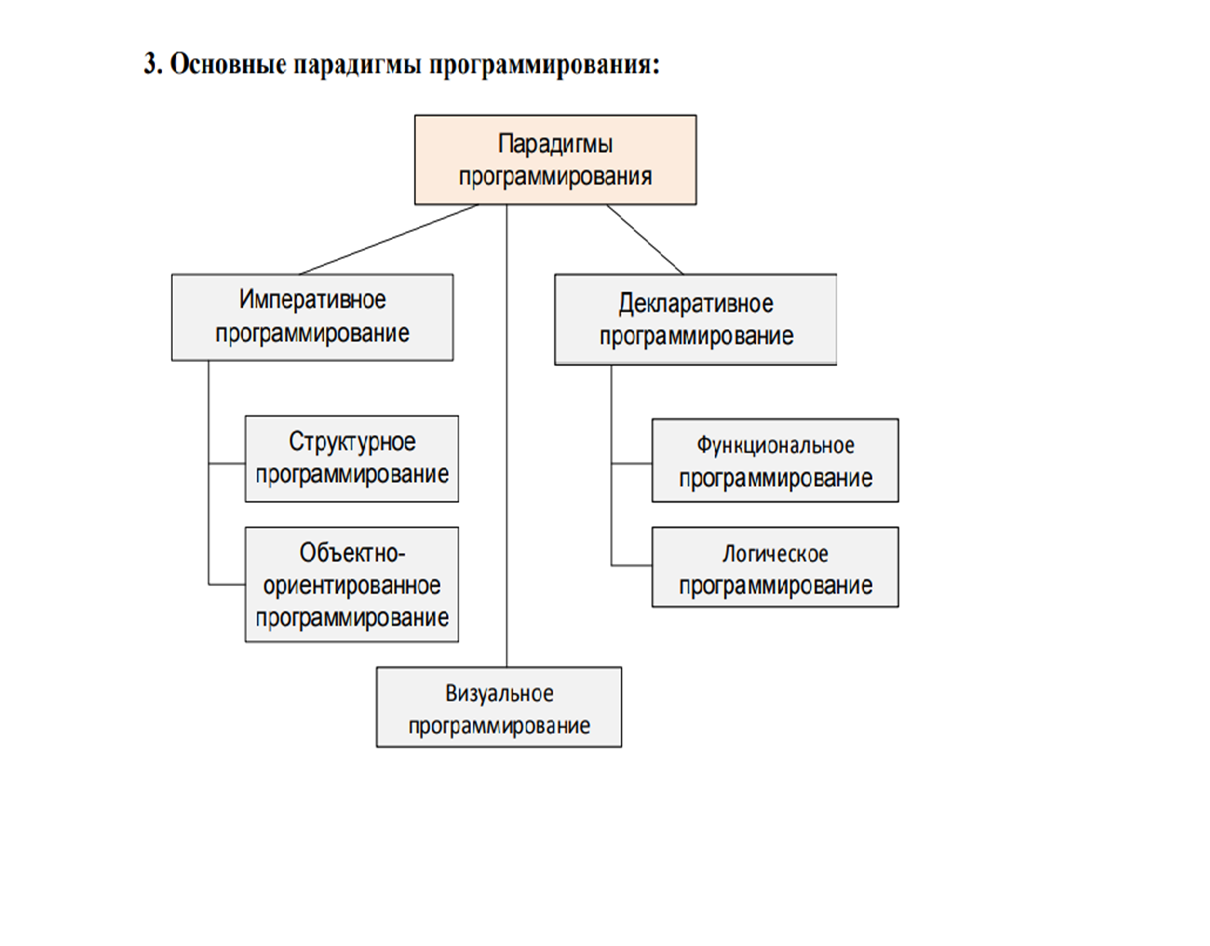 3. Основные парадигмы программирования:
Парадигмы
программирования
Императивное
программирование
Декларативное
программирование
Структурное
программирование
Функциональное
программирование
Объектно-
ориентированное
программирование
Логическое
программирование
Визуальное
программирование